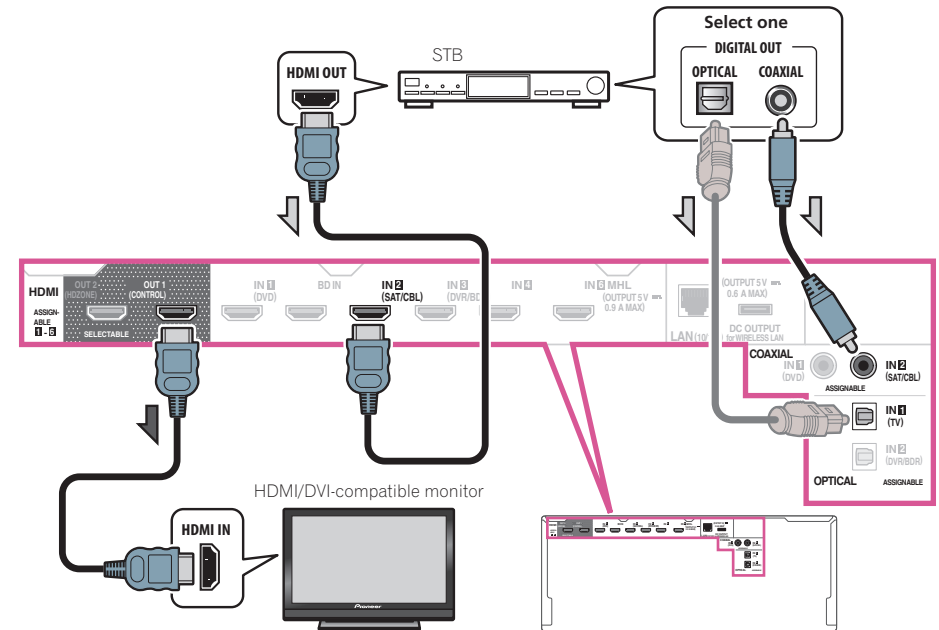 Select one
DIGITAL OUT
OPTICAL COAXIAL
STB
HDMI OUT
HDMI
ASSIGN-
ABLE
1 - 6
OUT 2
(HDZONE)
OUT 1
(CONTROL)
SELECTABLE
IN 1
(DVD)
BD IN
IN 2
(SAT/CBL)
IN 3
(DVR/BD
IN 4
IN 6 MHL
(OUTPUT 5 V
0.9 A MAX)
(OUTPUT 5 V
0.6 A MAX)
DC OUTPUT
for WIRELESS LAN
LAN (10/
COAXIAL
IN 1
(DVD)
IN 2
(SAT/CBL)
ASSIGNABLE
IN 1
(TV)
IN 2
(DVR/BDR)
OPTICAL
ASSIGNABLE
HDMI/DVI-compatible monitor
HDMI IN
Pioneer